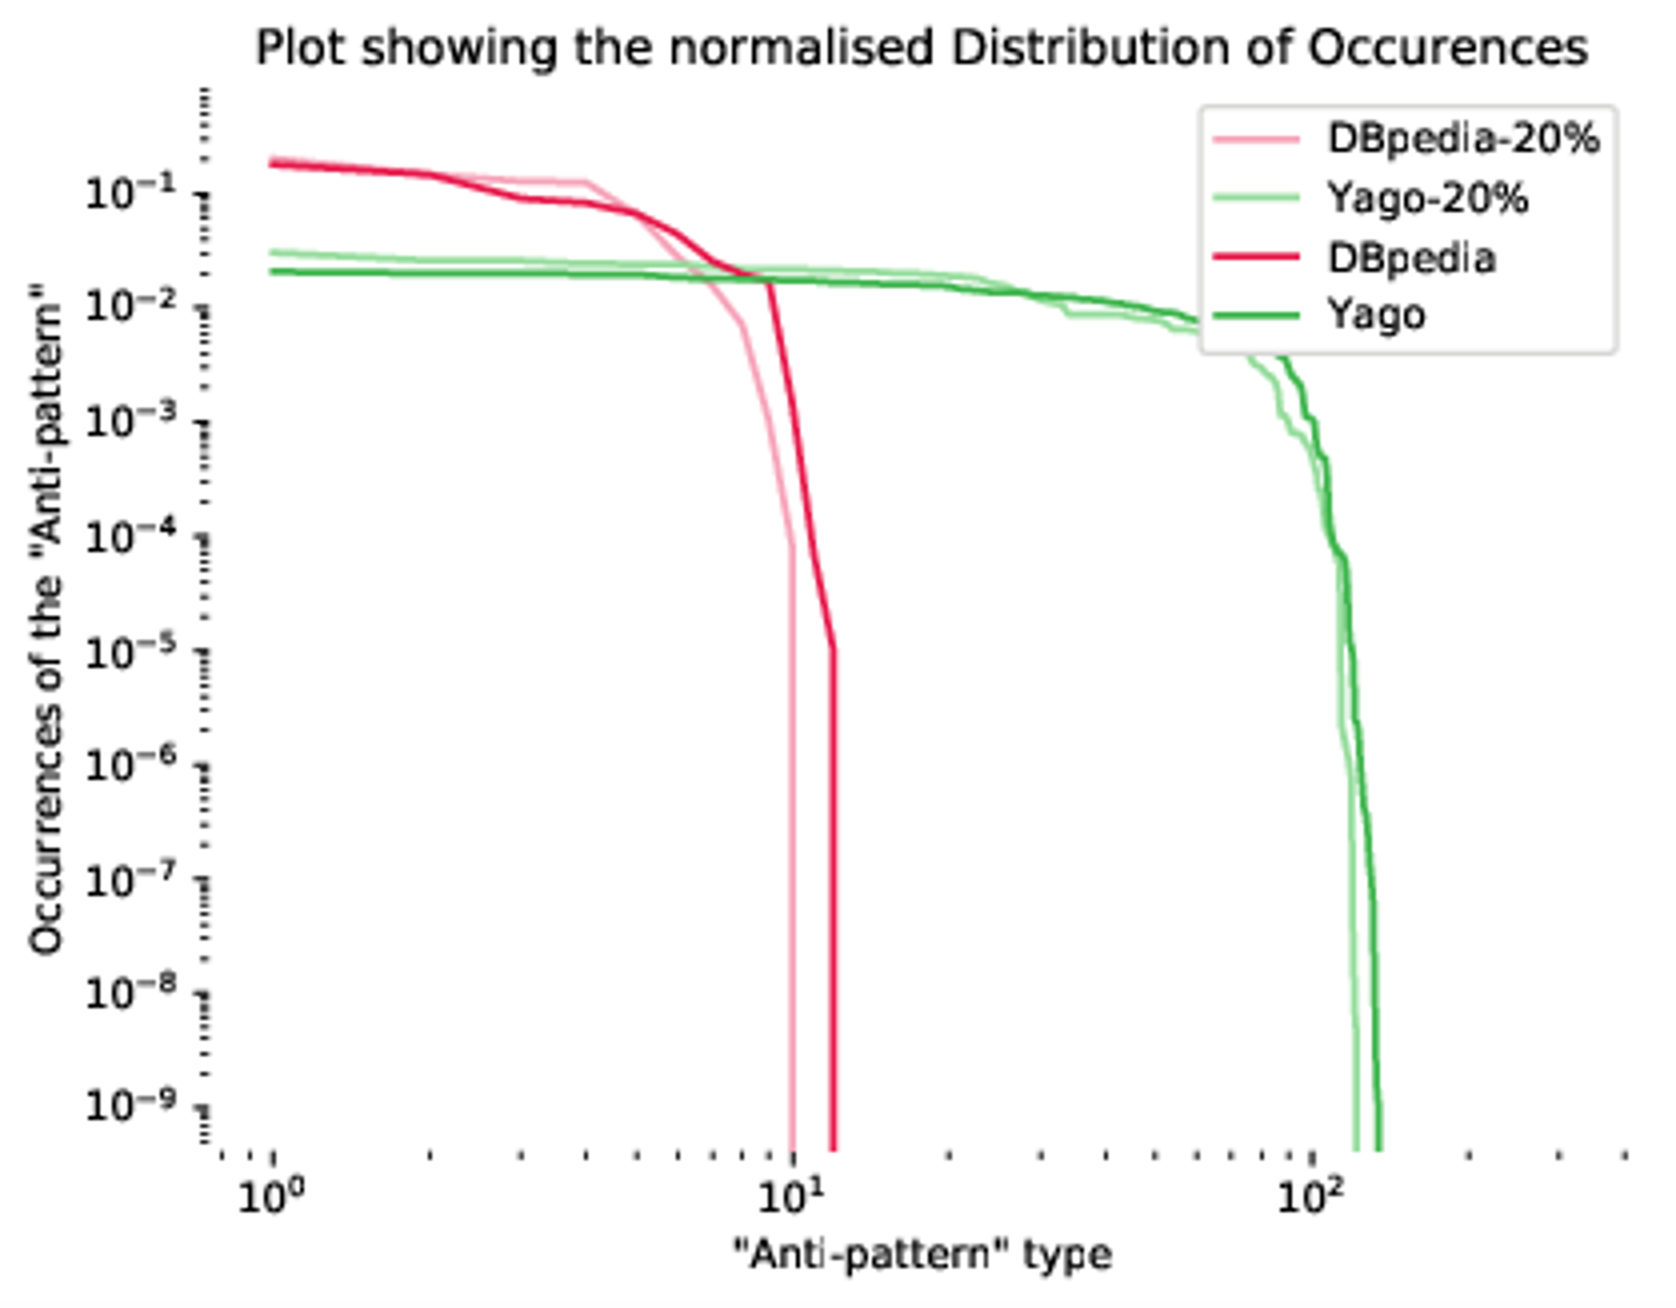 Plot showing the normalised Distribution of Occurences
DBpedia-20%
Yago-20%
DBpedia
Yago
Occurrences of the "Anti-pattern"
10⁻¹
10⁻²
10⁻³
10⁻⁴
10⁻⁵
10⁻⁶
10⁻⁷
10⁻⁸
10⁻⁹
10⁰ 10¹ 10²
"Anti-pattern" type